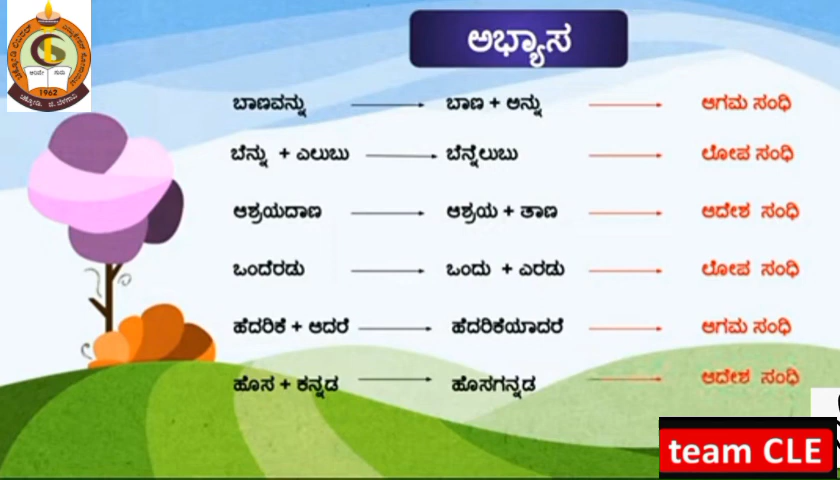 ಅಭ್ಯಾಸ
ಬಾಣವನ್ನು ಬಾಣ + ಅನ್ನು ಆಗಮ ಸಂಧಿ
ಬೆನ್ನು + ಎಲುಬು ಬೆನ್ನೆಲುಬು ಲೋಪ ಸಂಧಿ
ಆಶ್ರಯದಾಣ ಆಶ್ರಯ + ತಾಣ ಆದೇಶ ಸಂಧಿ
ಒಂದೆರಡು ಒಂದು + ಎರಡು ಲೋಪ ಸಂಧಿ
ಹೆದರಿಕೆ + ಆದರೆ ಹೆದರಿಕೆಯಾದರೆ ಆಗಮ ಸಂಧಿ
ಹೊಸ + ಕನ್ನಡ ಹೊಸಗನ್ನಡ ಆದೇಶ ಸಂಧಿ
1962
team CLE